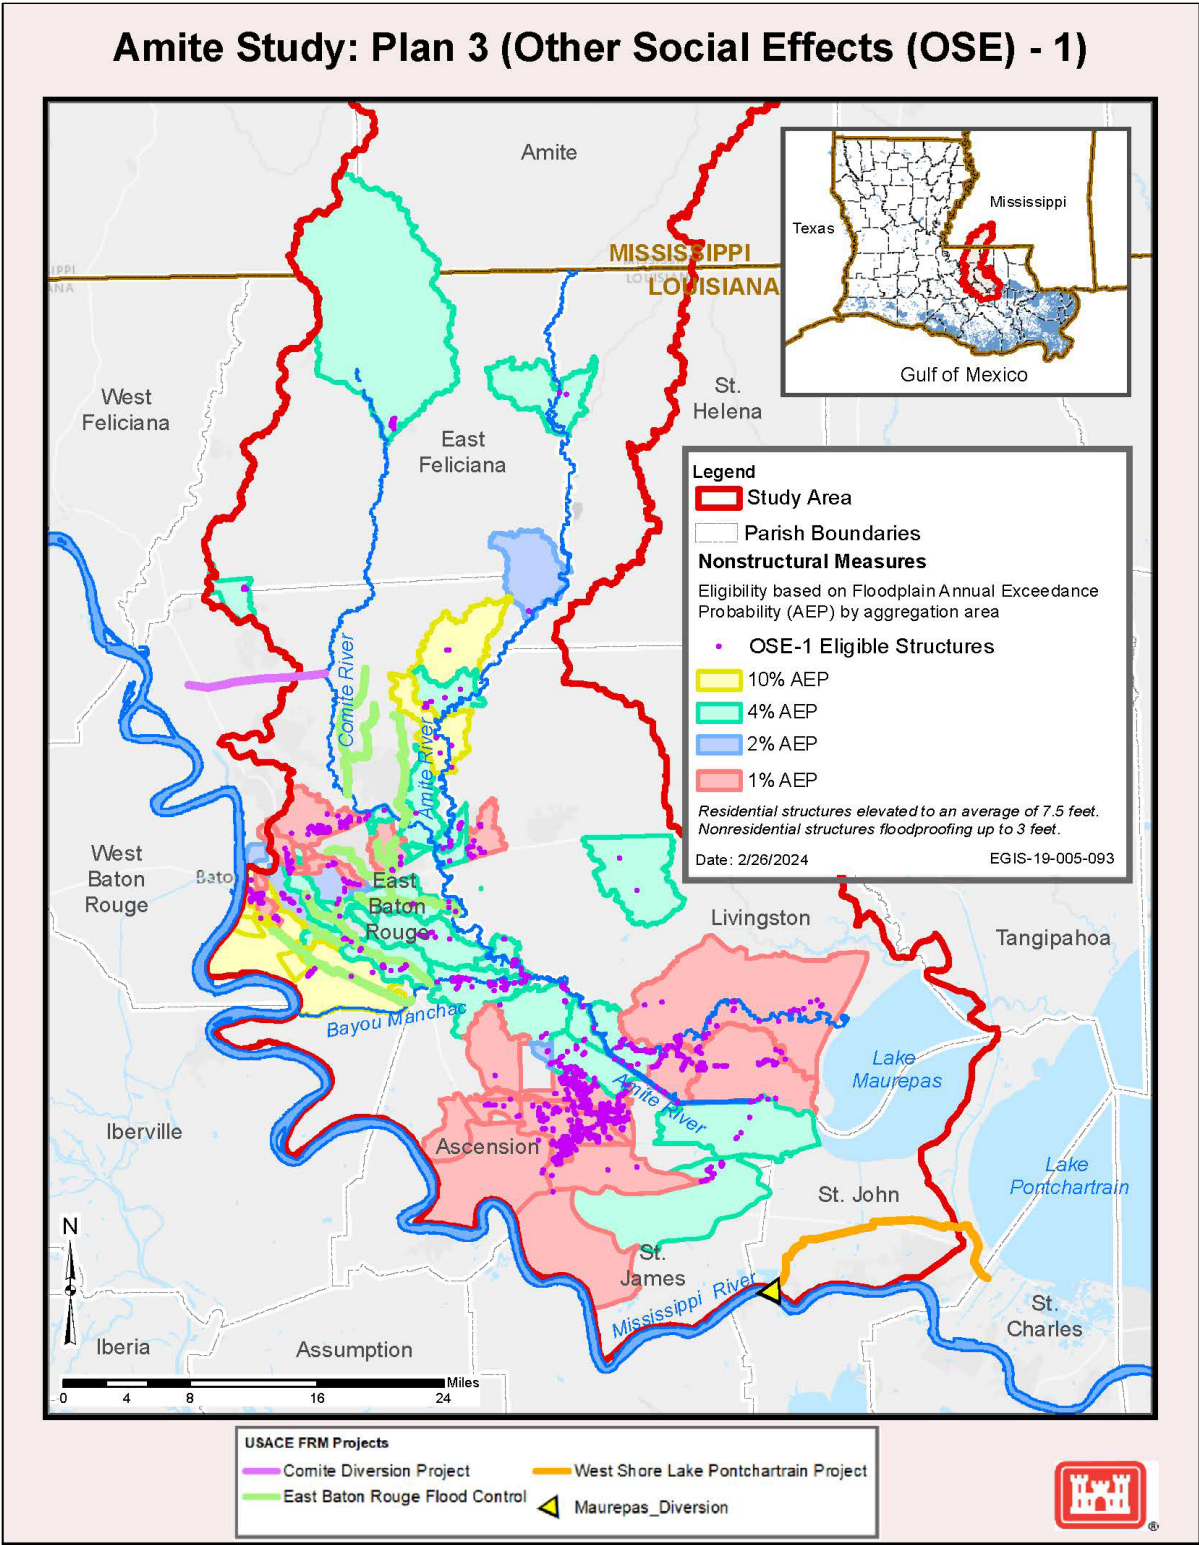 Amite Study: Plan 3 (Other Social Effects (OSE) - 1)
Amite
MISSISSIPPI
LOUISIANA
Texas
Mississippi
Gulf of Mexico
West
Feliciana
East
Feliciana
St.
Helena
Legend
Study Area
Parish Boundaries
Nonstructural Measures
Eligibility based on Floodplain Annual Exceedance
Probability (AEP) by aggregation area
OSE-1 Eligible Structures
10% AEP
4% AEP
2% AEP
1% AEP
Residential structures elevated to an average of 7.5 feet.
Nonresidential structures floodproofing up to 3 feet.
Date: 2/26/2024
EGIS-19-005-093
Comite River
Amite River
West
Baton
Rouge
Bato
East
Baton
Rouge
Livingston
Tangipahoa
Bayou Manchac
Lake
Maurepas
Amite River
Iberville
Ascension
Lake
Pontchartrain
St. John
St.
James
Mississippi River
St.
Charles
N
Iberia
Assumption
Miles
0
4
8
16
24
USACE FRM Projects
Comite Diversion Project
West Shore Lake Pontchartrain Project
East Baton Rouge Flood Control
Maurepas_Diversion
®